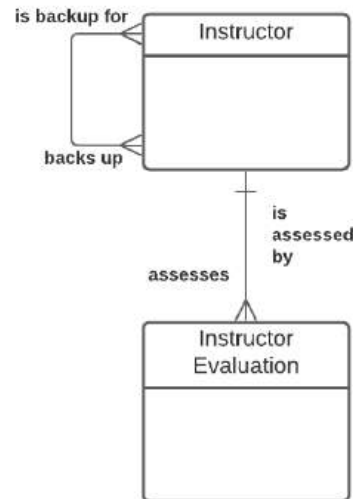 is backup for
Instructor
backs up
is
assessed
by
assesses
Instructor
Evaluation